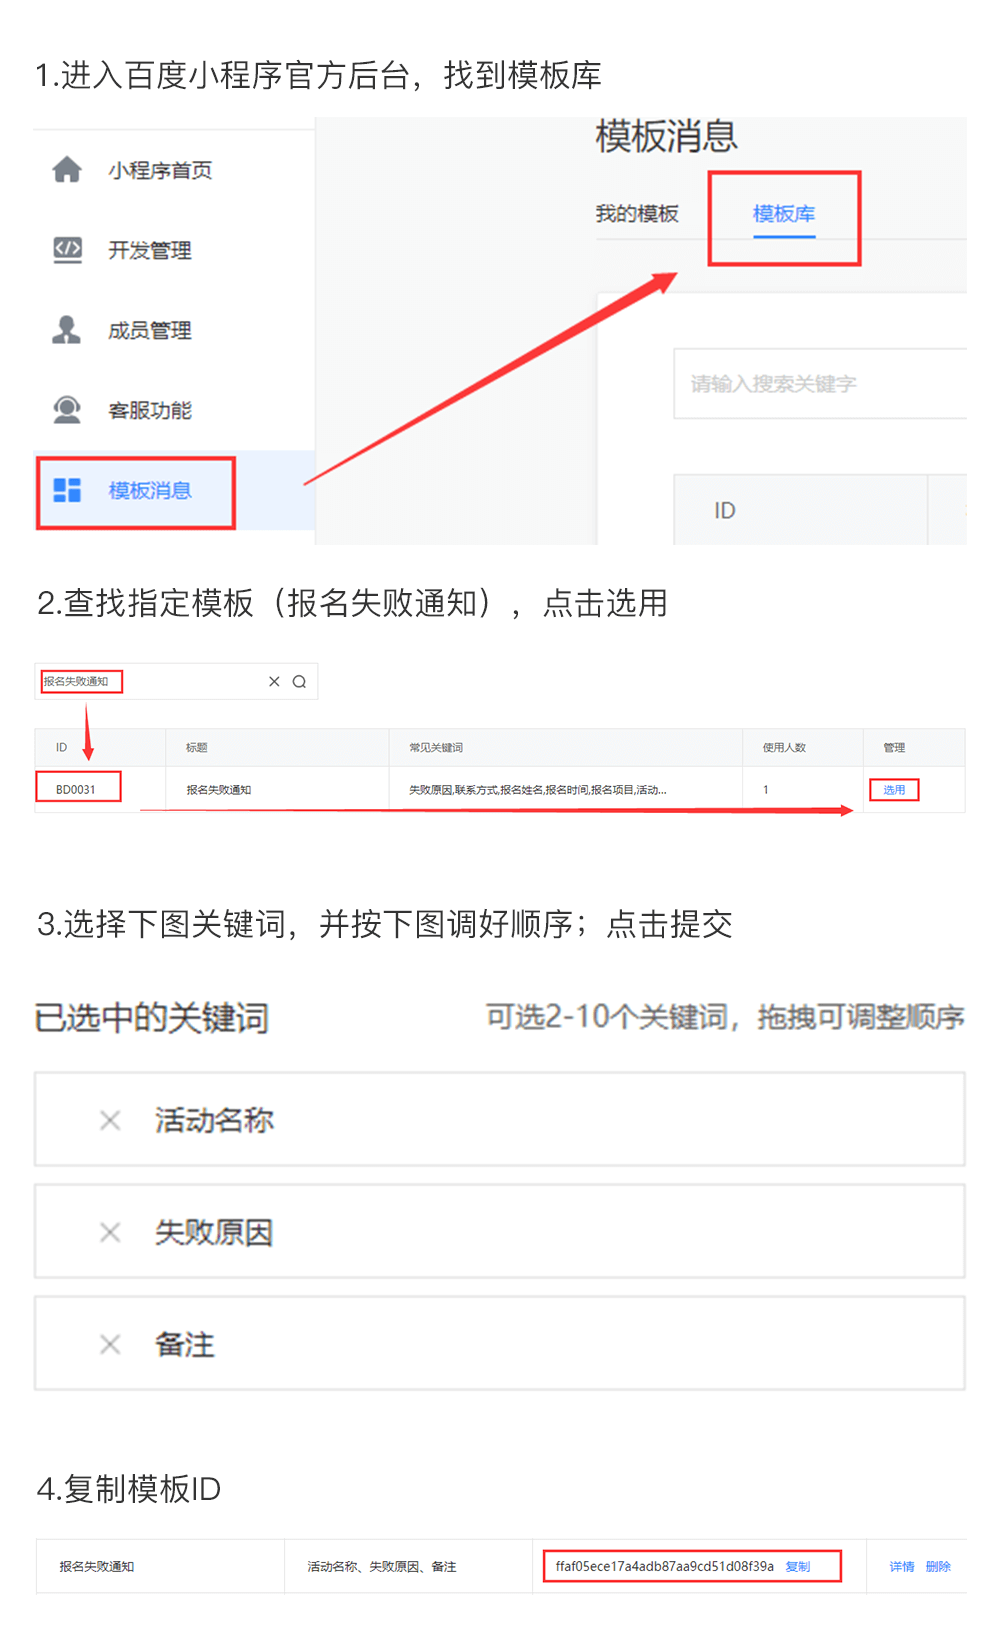 1.进入百度小程序官方后台，找到模板库
模板消息
小程序首页
我的模板 模板库
开发管理
成员管理
请输入搜索关键字
客服功能
模板消息
ID
2.查找指定模板（报名失败通知），点击选用
报名失败通知
ID 标题 常见关键词 使用人数 管理
BD0031 报名失败通知 失败原因,联系方式,报名姓名,报名时间,报名项目,活动... 1 选用
3.选择下图关键词，并按下图调好顺序；点击提交
已选中的关键词 可选2-10个关键词，拖拽可调整顺序
活动名称
失败原因
备注
4.复制模板ID
报名失败通知 活动名称、失败原因、备注 ffaf05ece17a4adb87aa9cd51d08f39a 复制 详情 删除